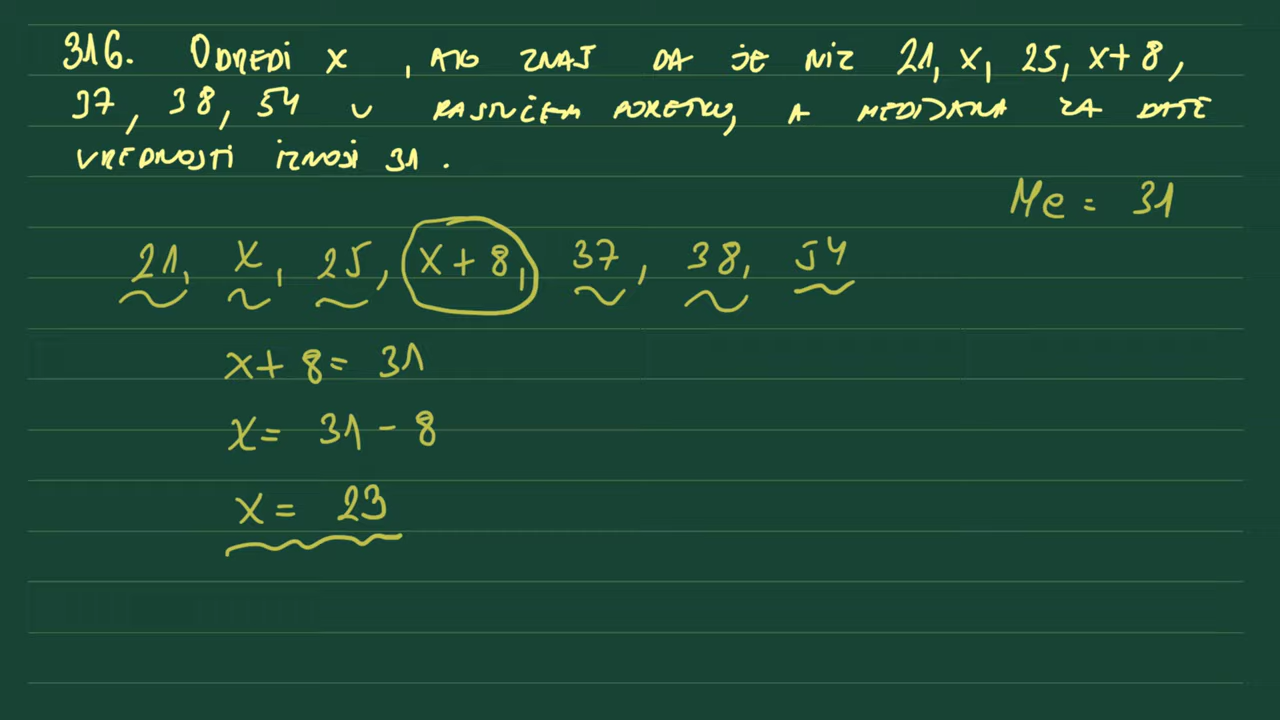 316. ODREDI X, AKO ZNAŠ DA JE NIZ 21, X, 25, X+8,
37, 38, 54 U RASTUĆEM PORETKU, A MEDIJANA ZA DATE
VREDNOSTI IZNOSI 31.
Me = 31
21, X, 25, X+8, 37, 38, 54
X+8=31
X=31-8
X=23